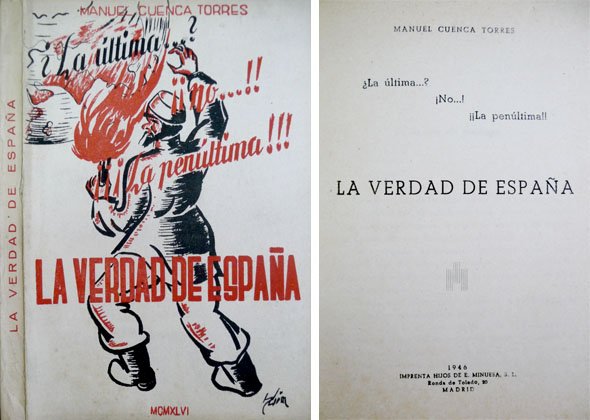 LA VERDAD DE ESPAÑA
MANUEL CUENCA TORRES
¿La última...?
¡¡no...!!
¡¡¡La penúltima!!!
LA VERDAD DE ESPAÑA
MCMXLVI
MANUEL CUENCA TORRES
¿La última...?
¡No...!
¡¡La penúltima!!
LA VERDAD DE ESPAÑA
1946
IMPRENTA HIJOS DE E. MINUESA, S. L.
Ronda de Toledo, 20
MADRID